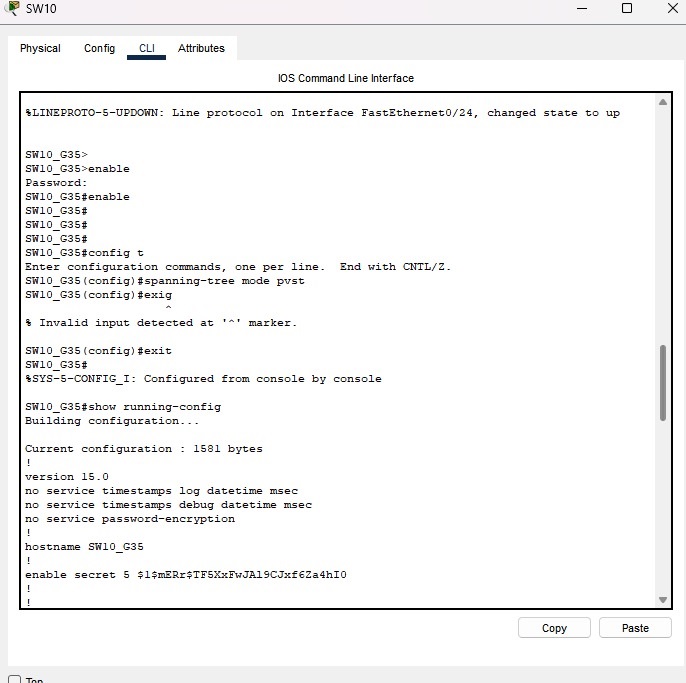 SW10
Physical Config CLI Attributes
IOS Command Line Interface
%LINEPROTO-5-UPDOWN: Line protocol on Interface FastEthernet0/24, changed state to up
SW10_G35>
SW10_G35>enable
Password:
SW10_G35#enable
SW10_G35#
SW10_G35#
SW10_G35#
SW10_G35#config t
Enter configuration commands, one per line.  End with CNTL/Z.
SW10_G35(config)#spanning-tree mode pvst
SW10_G35(config)#exig
^
% Invalid input detected at '^' marker.
SW10_G35(config)#exit
SW10_G35#
%SYS-5-CONFIG_I: Configured from console by console
SW10_G35#show running-config
Building configuration...
Current configuration : 1581 bytes
!
version 15.0
no service timestamps log datetime msec
no service timestamps debug datetime msec
no service password-encryption
!
hostname SW10_G35
!
enable secret 5 $1$mERr$TF5XxFwJAl9CJxf6Za4hI0
!
!
Copy Paste
Top